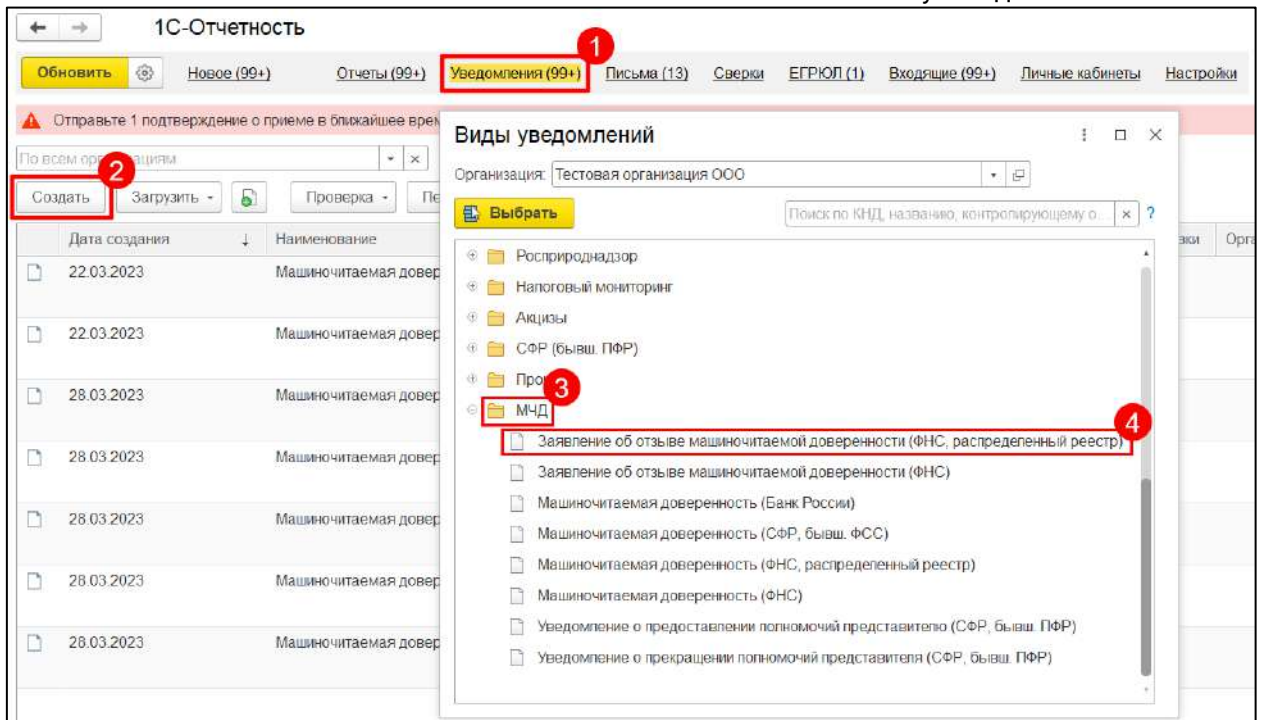 1С-Отчетность
1
Обновить Новое (99+) Отчеты (99+) Уведомления (99+) Письма (13) Сверки ЕГРЮЛ (1) Входящие (99+) Личные кабинеты Настройки
Отправьте 1 подтверждение о приеме в ближайшее
По всем
2
Создать Загрузить Проверка
Дата создания ↓ Наименование
22.03.2023 Машиночитаемая довер
22.03.2023 Машиночитаемая довер
28.03.2023 Машиночитаемая довер
28.03.2023 Машиночитаемая довер
28.03.2023 Машиночитаемая довер
28.03.2023 Машиночитаемая довер
28.03.2023 Машиночитаемая довер
Виды уведомлений
Организация: Тестовая организация ООО
Выбрать Поиск по КНД, названию, контролирующему о... × ?
Росприроднадзор
Налоговый мониторинг
Акцизы
СФР (бывш. ПФР)
3
МЧД
4
Заявление об отзыве машиночитаемой доверенности (ФНС, распределенный реестр)
Заявление об отзыве машиночитаемой доверенности (ФНС)
Машиночитаемая доверенность (Банк России)
Машиночитаемая доверенность (СФР, бывш. ФСС)
Машиночитаемая доверенность (ФНС, распределенный реестр)
Машиночитаемая доверенность (ФНС)
Уведомление о предоставлении полномочий представителю (СФР, бывш. ПФР)
Уведомление о прекращении полномочий представителя (СФР, бывш. ПФР)